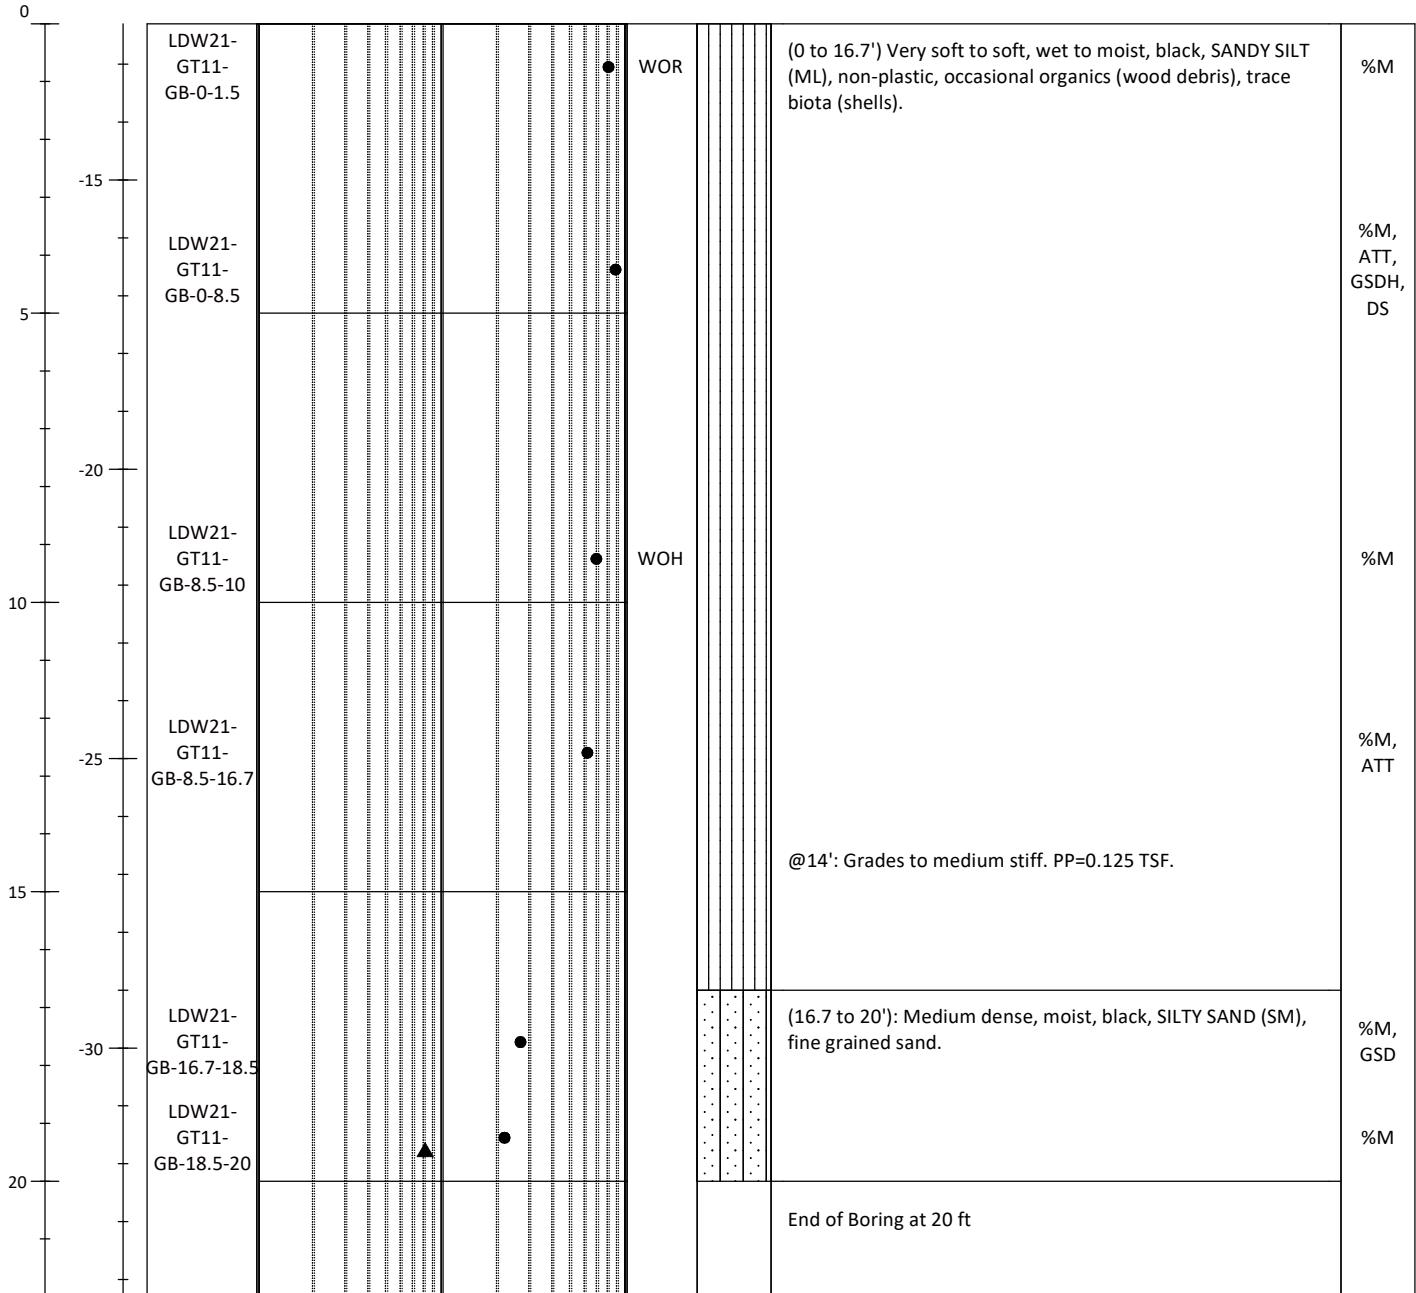 0
LDW21-
GT11-
GB-0-1.5
WOR
(0 to 16.7') Very soft to soft, wet to moist, black, SANDY SILT
(ML), non-plastic, occasional organics (wood debris), trace
biota (shells).
%M
-15
LDW21-
GT11-
GB-0-8.5
%M,
ATT,
GSDH,
DS
5
-20
LDW21-
GT11-
GB-8.5-10
WOH
%M
10
LDW21-
GT11-
GB-8.5-16.7
-25
%M,
ATT
@14': Grades to medium stiff. PP=0.125 TSF.
15
LDW21-
GT11-
GB-16.7-18.5
-30
(16.7 to 20'): Medium dense, moist, black, SILTY SAND (SM),
fine grained sand.
%M,
GSD
LDW21-
GT11-
GB-18.5-20
%M
20
End of Boring at 20 ft